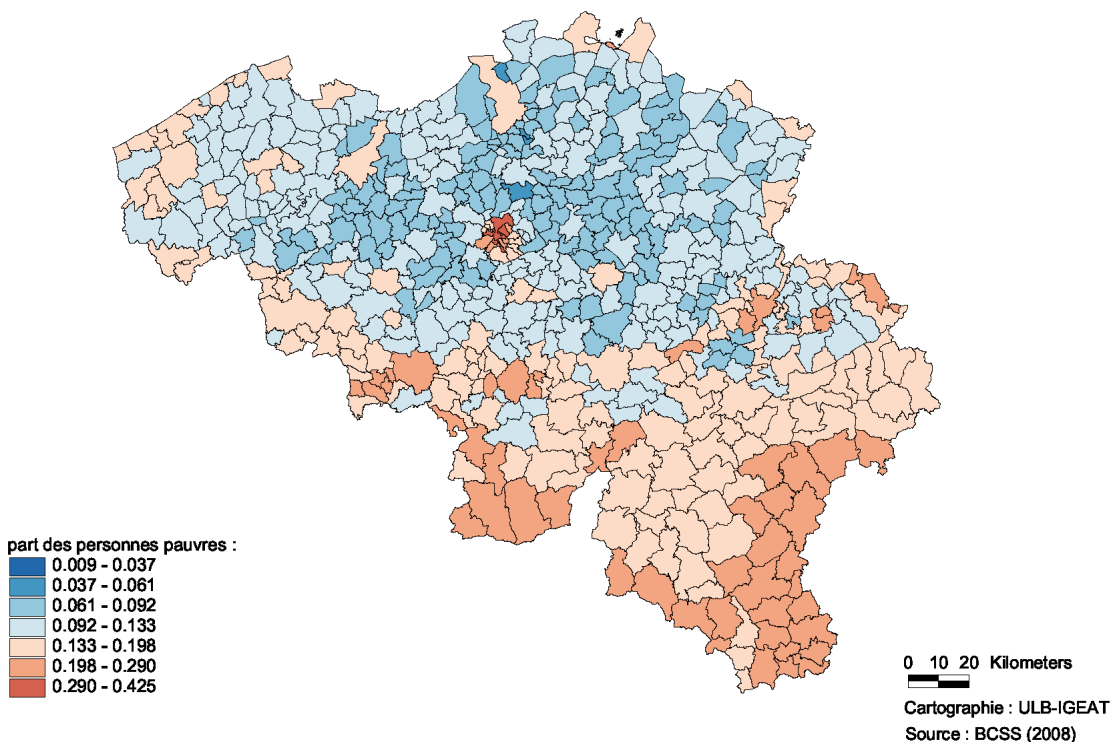 part des personnes pauvres :
0.009 - 0.037
0.037 - 0.061
0.061 - 0.092
0.092 - 0.133
0.133 - 0.198
0.198 - 0.290
0.290 - 0.425
0 10 20 Kilometers
Cartographie : ULB-IGEAT
Source : BCSS (2008)